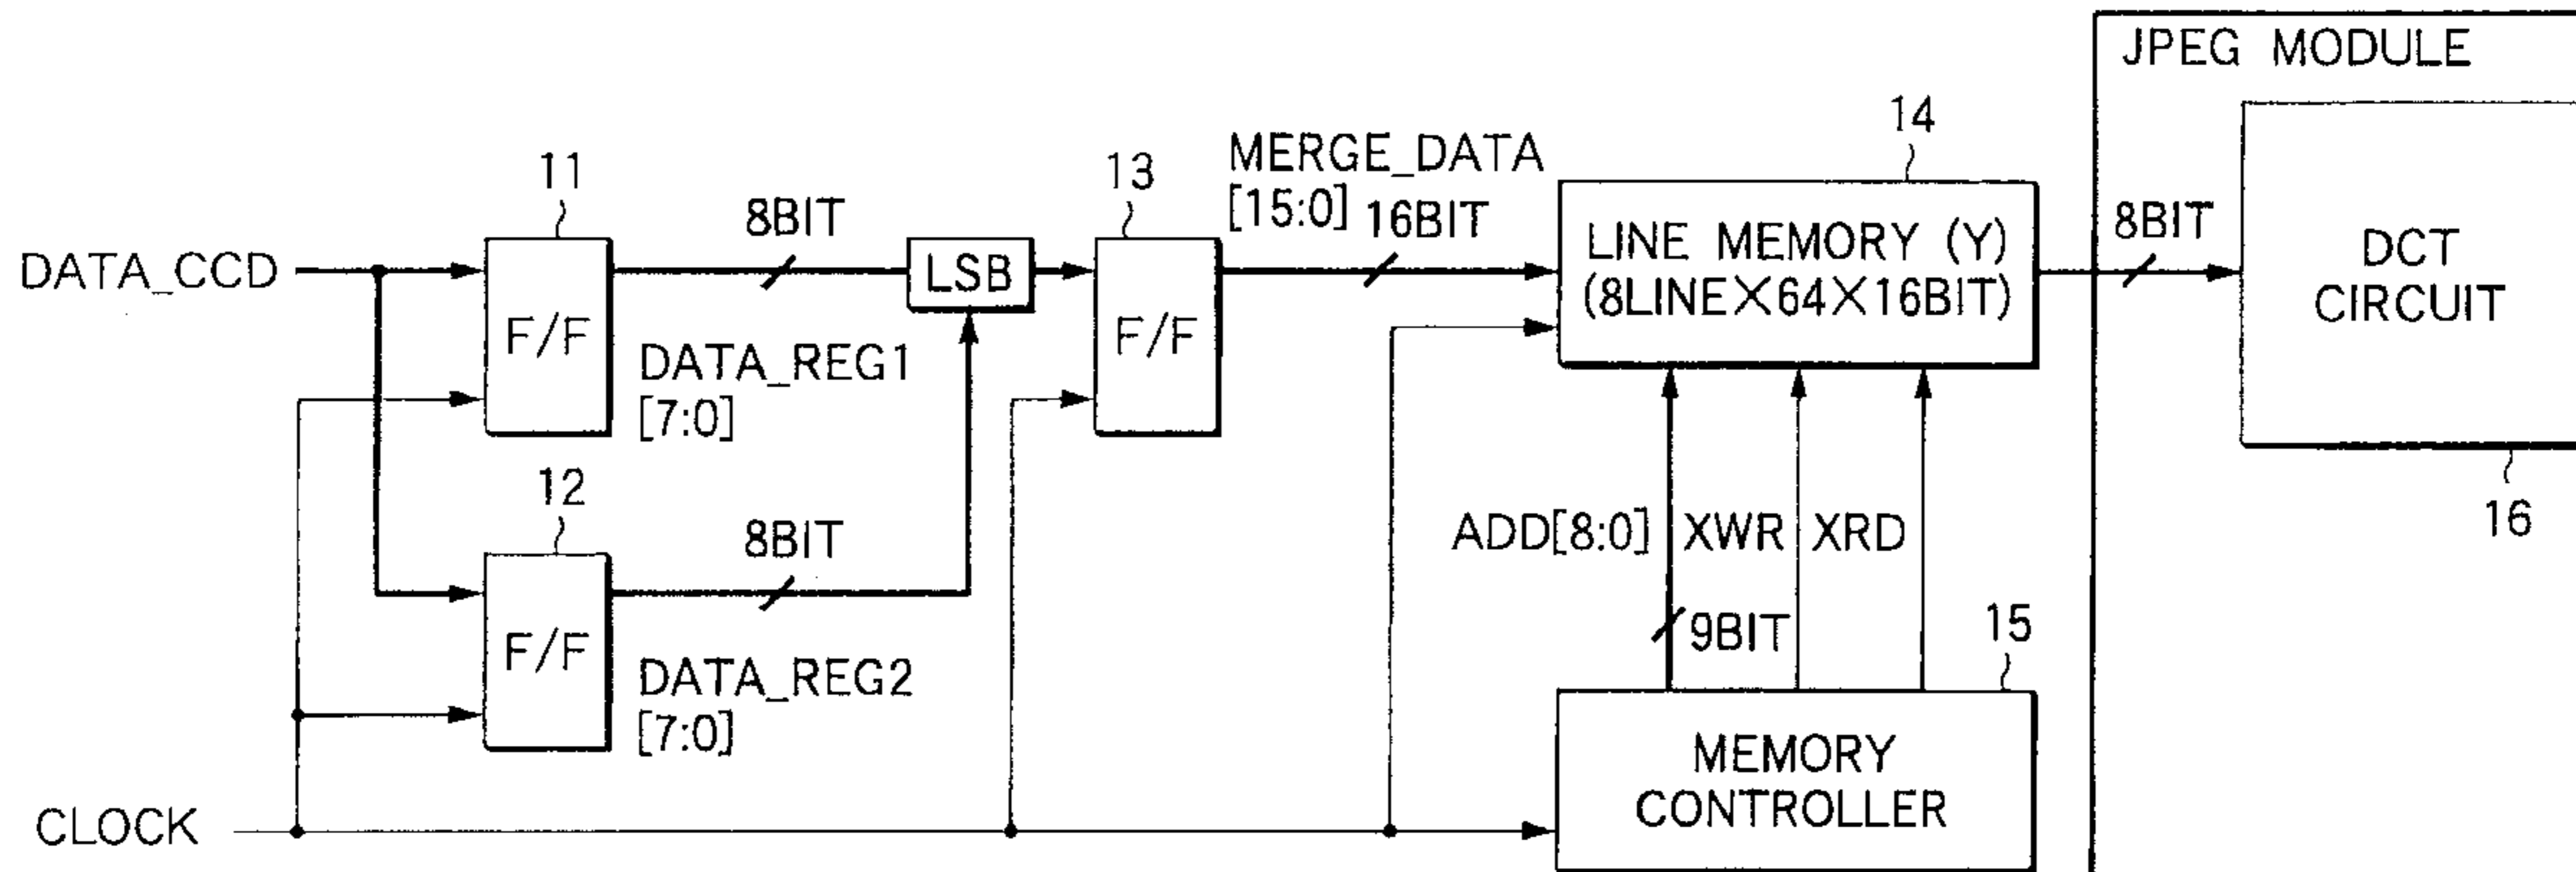 JPEG MODULE
14
11
13
MERGE_DATA
[15:0] 16BIT
8BIT
8BIT
DATA_CCD
F/F
LSB
F/F
LINE MEMORY (Y)
(8LINE×64×16BIT)
DCT
CIRCUIT
DATA_REG1
[7:0]
12
8BIT
16
ADD[8:0]
XWR
XRD
F/F
9BIT
15
DATA_REG2
[7:0]
MEMORY
CONTROLLER
CLOCK